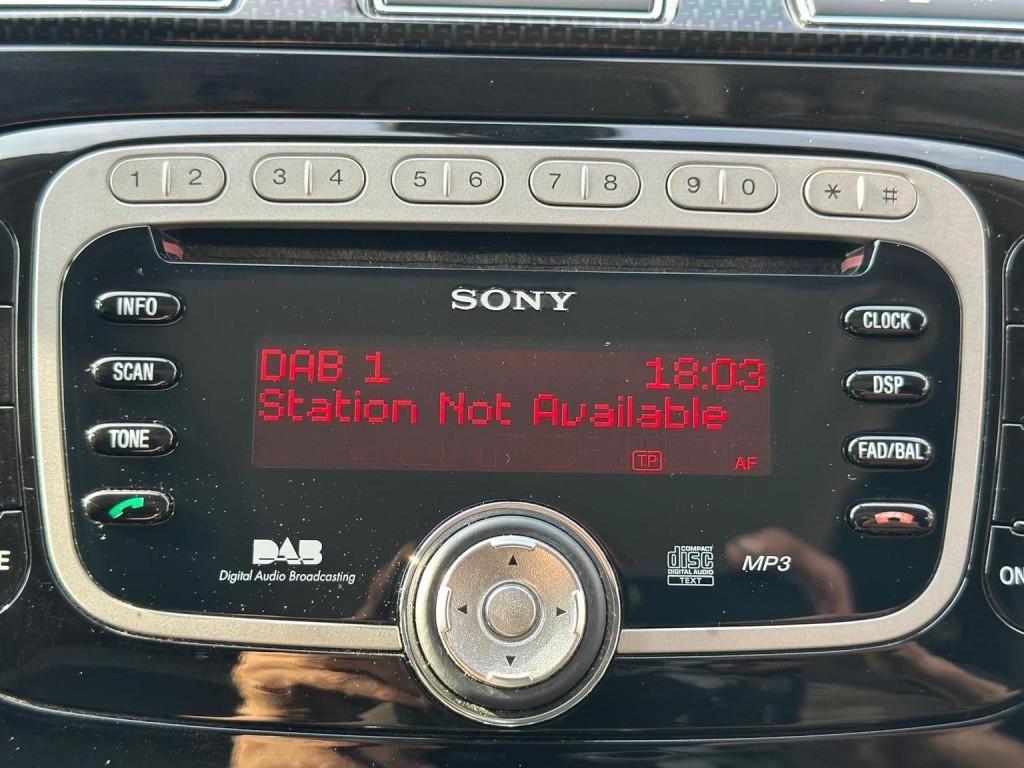 1 2 3 4 5 6 7 8 9 0 * #
SONY
INFO
CLOCK
DAB 1 18:03
SCAN
DSP
Station Not Available
TONE
FAD/BAL
TP AF
DAB
Digital Audio Broadcasting
COMPACT
disc
DIGITAL AUDIO
TEXT
MP3
E
ON